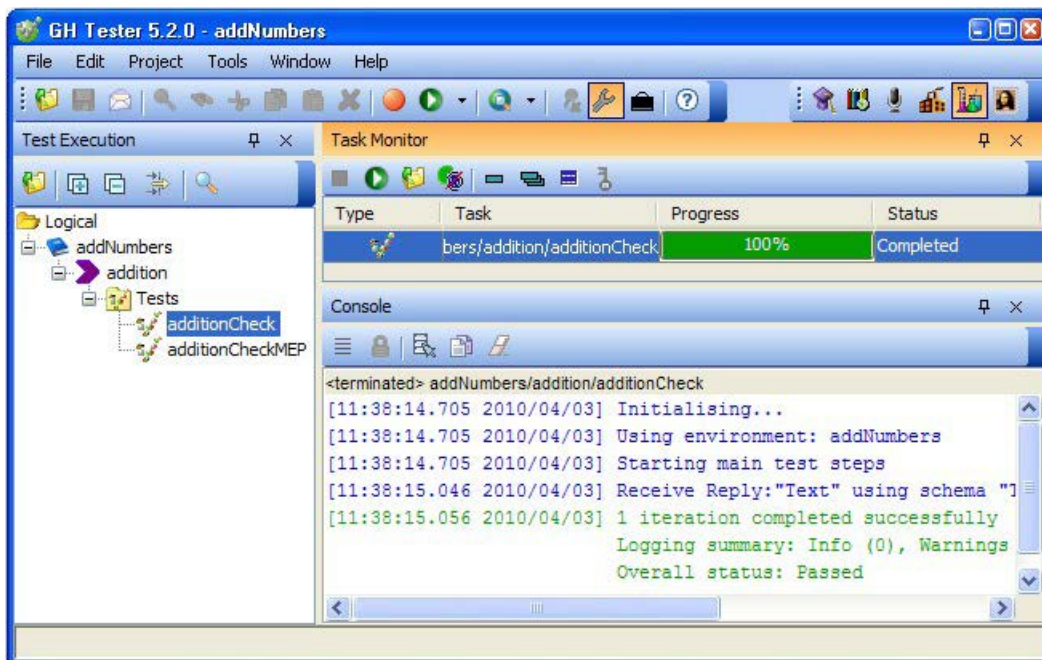 GH Tester 5.2.0 - addNumbers
File Edit Project Tools Window Help
Test Execution
Logical
addNumbers
addition
Tests
additionCheck
additionCheckMEP
Task Monitor
Type Task Progress Status
bers/addition/additionCheck 100% Completed
Console
<terminated> addNumbers/addition/additionCheck
[11:38:14.705 2010/04/03] Initialising...
[11:38:14.705 2010/04/03] Using environment: addNumbers
[11:38:14.705 2010/04/03] Starting main test steps
[11:38:15.046 2010/04/03] Receive Reply:"Text" using schema
[11:38:15.056 2010/04/03] 1 iteration completed successfully
Logging summary: Info (0), Warnings
Overall status: Passed